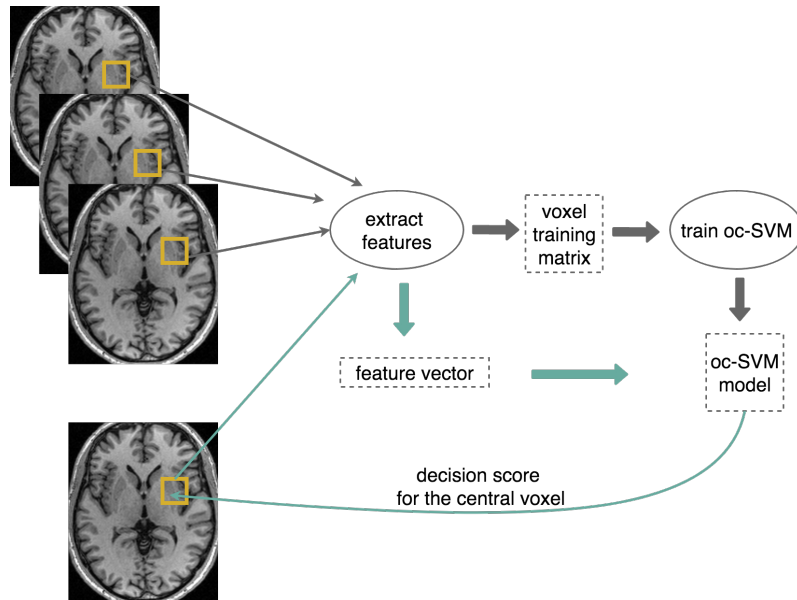 extract
features
voxel
training
matrix
train oc-SVM
feature vector
oc-SVM
model
decision score
for the central voxel